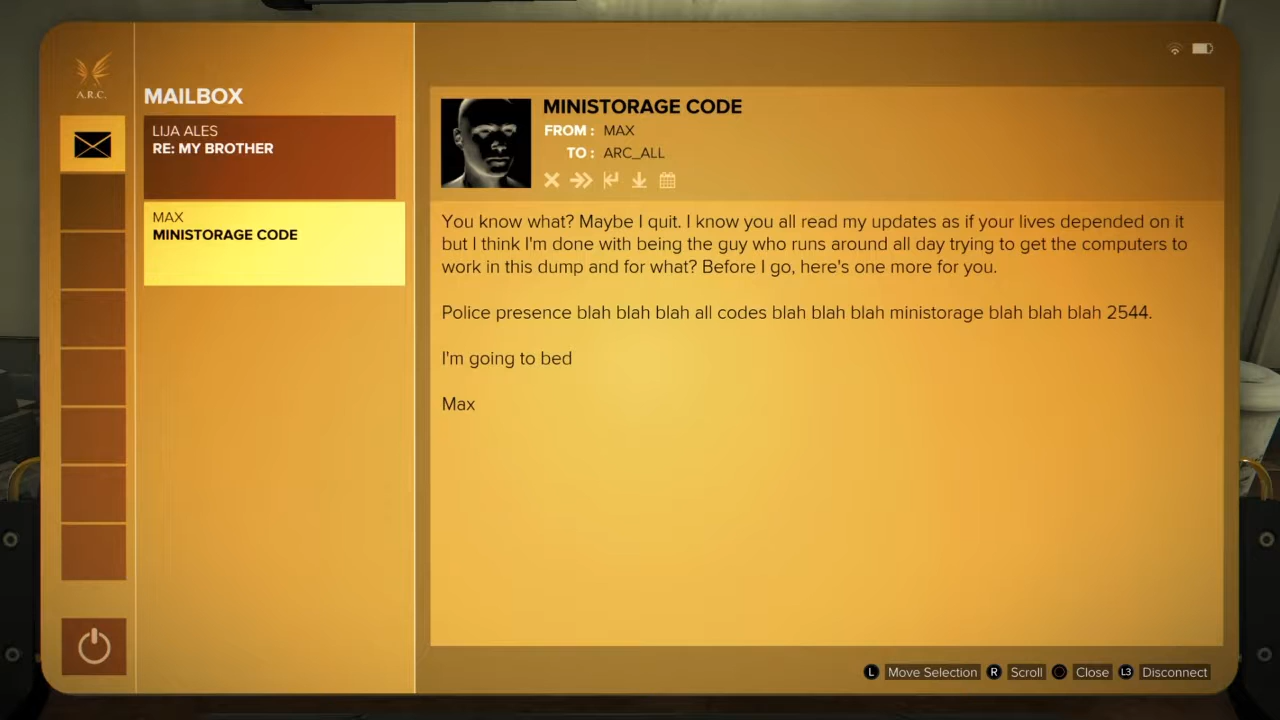 A.R.C.
MAILBOX
LIJA ALES
RE: MY BROTHER
MAX
MINISTORAGE CODE
MINISTORAGE CODE
FROM : MAX
TO : ARC_ALL
You know what? Maybe I quit. I know you all read my updates as if your lives depended on it
but I think I'm done with being the guy who runs around all day trying to get the computers to
work in this dump and for what? Before I go, here's one more for you.
Police presence blah blah blah all codes blah blah blah ministorage blah blah blah 2544.
I'm going to bed
Max
L Move Selection R Scroll Close L3 Disconnect